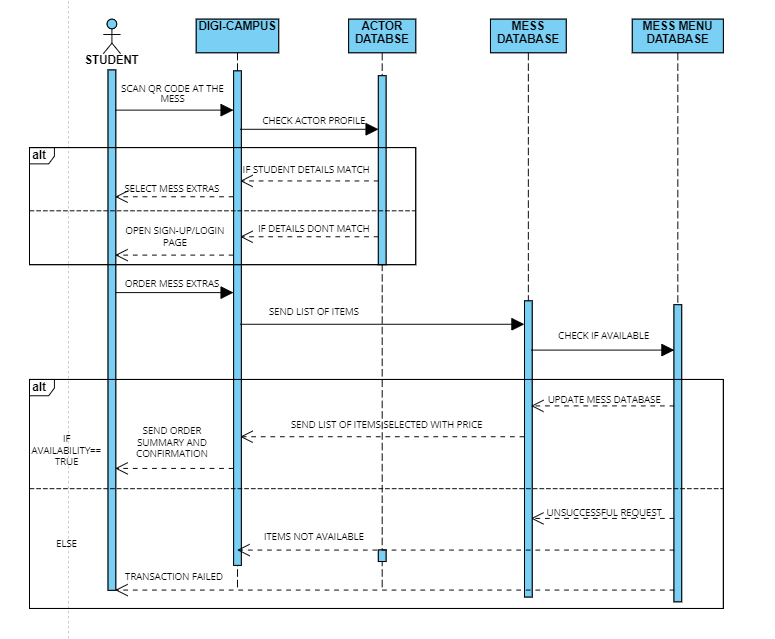 STUDENT
DIGI-CAMPUS
ACTOR
DATABSE
MESS
DATABASE
MESS MENU
DATABASE
SCAN QR CODE AT THE
MESS
CHECK ACTOR PROFILE
alt
IF STUDENT DETAILS MATCH
SELECT MESS EXTRAS
OPEN SIGN-UP/LOGIN
PAGE
IF DETAILS DONT MATCH
ORDER MESS EXTRAS
SEND LIST OF ITEMS
CHECK IF AVAILABLE
alt
UPDATE MESS DATABASE
IF
AVAILABILITY==
TRUE
SEND ORDER
SUMMARY AND
CONFIRMATION
SEND LIST OF ITEMS SELECTED WITH PRICE
UNSUCCESSFUL REQUEST
ELSE
ITEMS NOT AVAILABLE
TRANSACTION FAILED